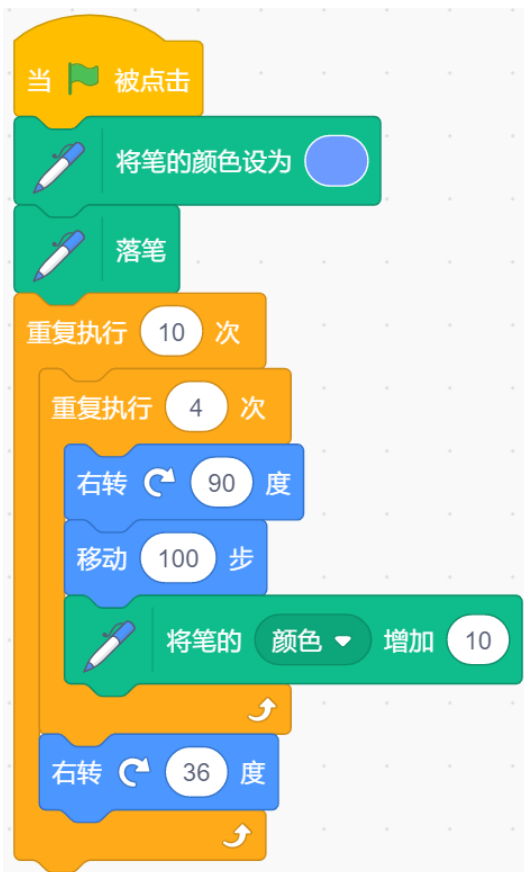 当 被点击
将笔的颜色设为
落笔
重复执行 10 次
重复执行 4 次
右转 90 度
移动 100 步
将笔的 颜色 增加 10
右转 36 度